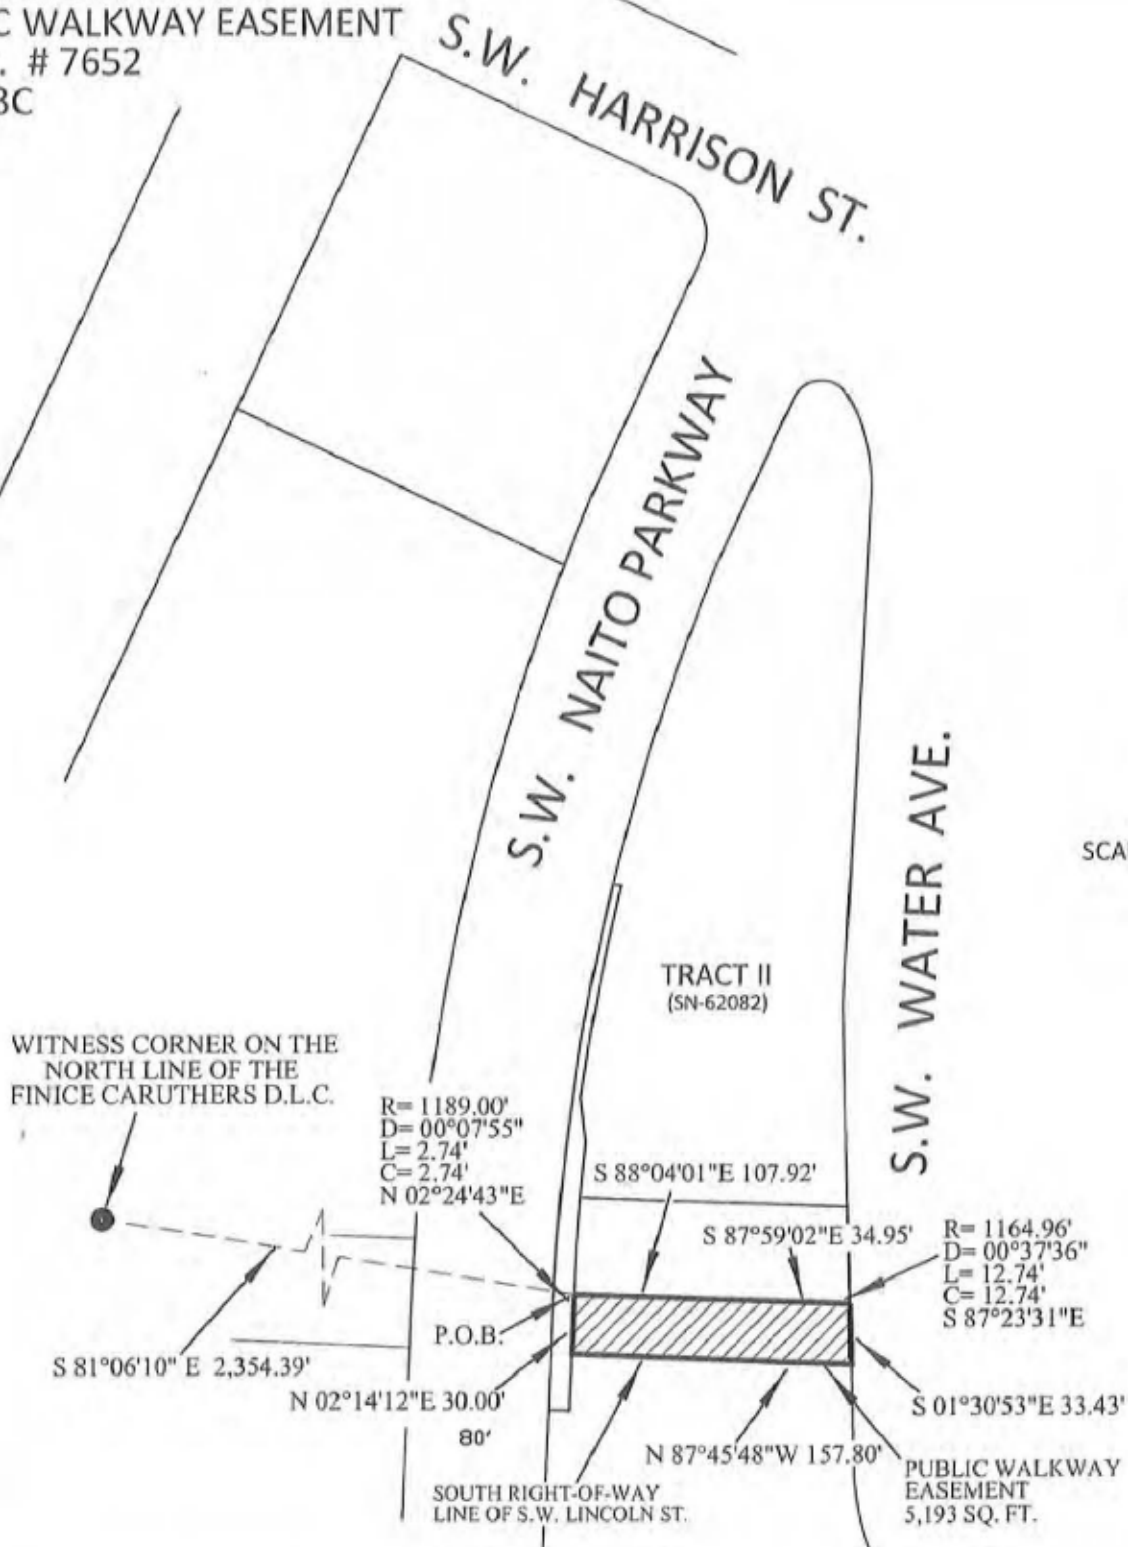 C WALKWAY EASEMENT
. # 7652
3C
S.W. HARRISON ST.
S.W. NAITO PARKWAY
S.W. WATER AVE.
SCA
TRACT II
(SN-62082)
WITNESS CORNER ON THE
NORTH LINE OF THE
FINICE CARUTHERS D.L.C.
R= 1189.00'
D= 00°07'55"
L= 2.74'
C= 2.74'
N 02°24'43"E
S 88°04'01"E 107.92'
S 87°59'02"E 34.95'
R= 1164.96'
D= 00°37'36"
L= 12.74'
C= 12.74'
S 87°23'31"E
P.O.B.
S 81°06'10" E 2,354.39'
N 02°14'12"E 30.00'
80'
S 01°30'53"E 33.43'
N 87°45'48"W 157.80'
SOUTH RIGHT-OF-WAY
LINE OF S.W. LINCOLN ST.
PUBLIC WALKWAY
EASEMENT
5,193 SQ. FT.